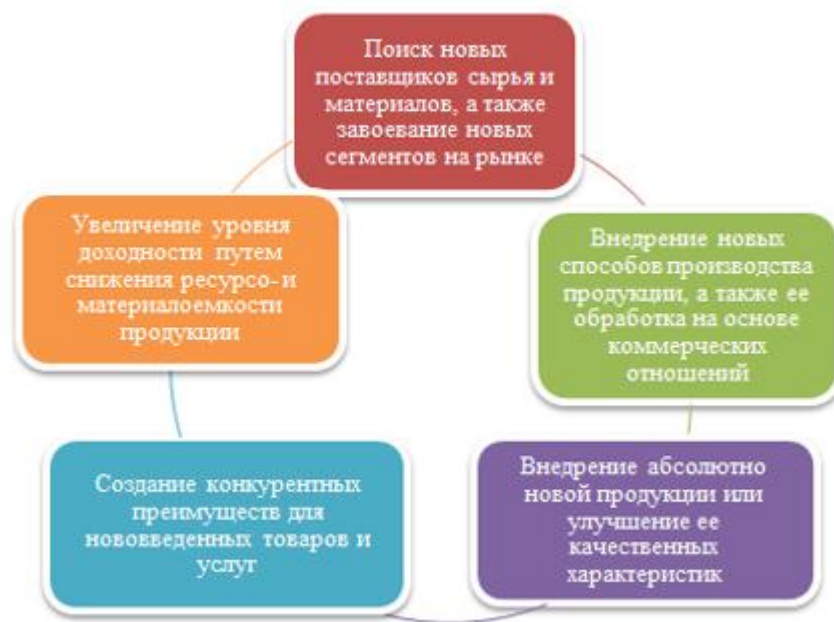 Поиск новых
поставщиков сырья и
материалов, а также
завоевание новых
сегментов на рынке
Внедрение новых
способов производства
продукции, а также ее
обработка на основе
коммерческих
отношений
Внедрение абсолютно
новой продукции или
улучшение ее
качественных
характеристик
Создание конкурентных
преимуществ для
нововведенных товаров и
услуг
Увеличение уровня
доходности путем
снижения ресурсо- и
материалоемкости
продукции